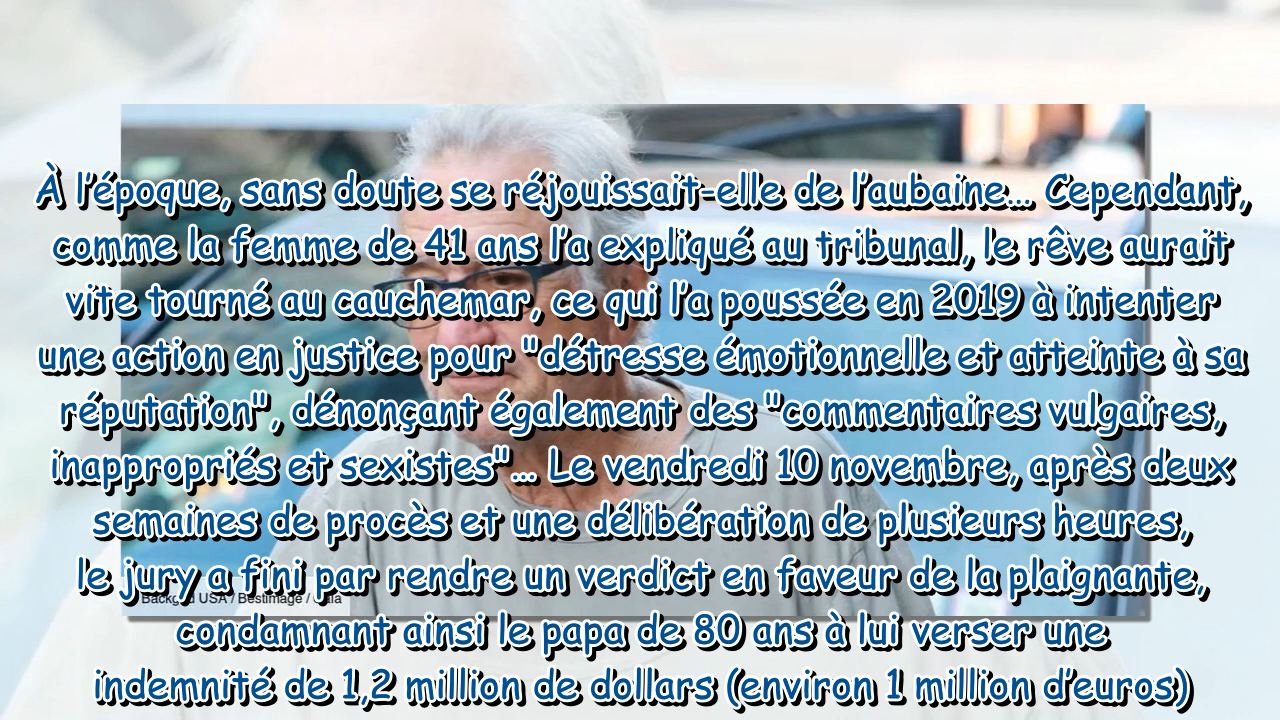 À l'époque, sans doute se réjouissait-elle de l'aubaine... Cependant,
comme la femme de 41 ans l'a expliqué au tribunal, le rêve aurait
vite tourné au cauchemar, ce qui l'a poussée en 2019 à intenter
une action en justice pour "détresse émotionnelle et atteinte à sa
réputation", dénonçant également des "commentaires vulgaires,
inappropriés et sexistes"... Le vendredi 10 novembre, après deux
semaines de procès et une délibération de plusieurs heures,
le jury a fini par rendre un verdict en faveur de la plaignante,
USA / Bestimage /
condamnant ainsi le papa de 80 ans à lui verser une
indemnité de 1,2 million de dollars (environ 1 million d'euros)